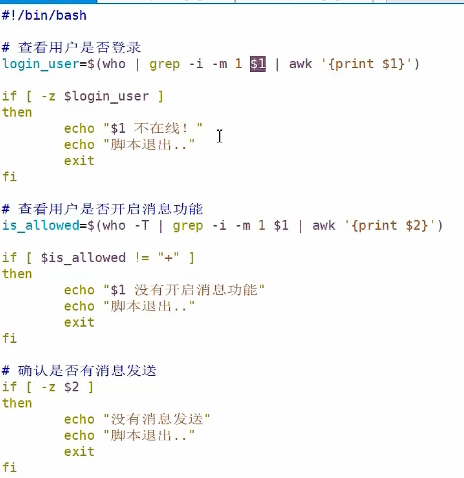 #!/bin/bash
# 查看用户是否登录
login_user=$(who | grep -i -m 1 $1 | awk '{print $1}')
if [ -z $login_user ]
then
echo "$1 不在线！"
echo "脚本退出.."
exit
fi
# 查看用户是否开启消息功能
is_allowed=$(who -T | grep -i -m 1 $1 | awk '{print $2}')
if [ $is_allowed != "+" ]
then
echo "$1 没有开启消息功能"
echo "脚本退出.."
exit
fi
# 确认是否有消息发送
if [ -z $2 ]
then
echo "没有消息发送"
echo "脚本退出.."
exit
fi